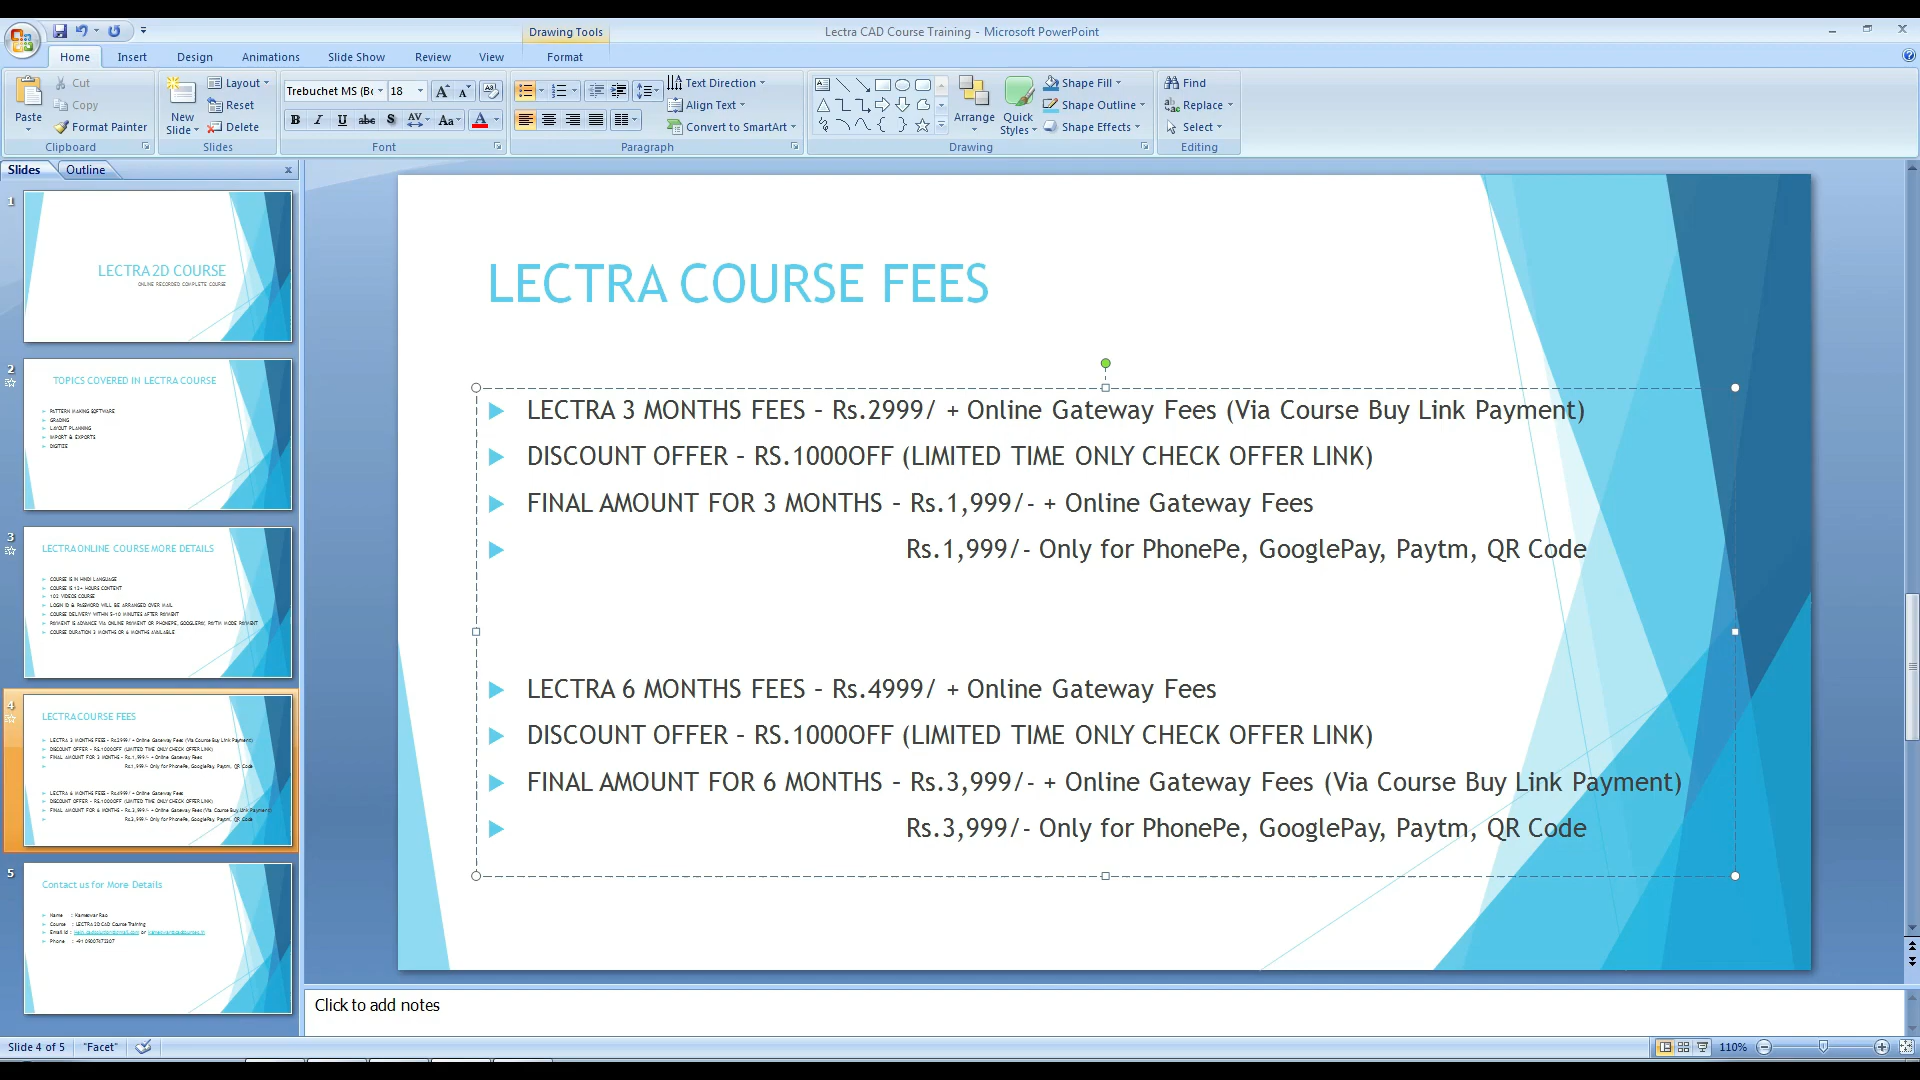 Drawing Tools
Lectra CAD Course Training - Microsoft PowerPoint
Home Insert Design Animations Slide Show Review View Format
Paste
Cut
Copy
Format Painter
Clipboard
New Slide
Layout
Reset
Delete
Slides
Trebuchet MS (Bc 18
Font
Text Direction
Align Text
Convert to SmartArt
Paragraph
Arrange
Quick Styles
Shape Fill
Shape Outline
Shape Effects
Drawing
Find
Replace
Select
Editing
Slides Outline
1
LECTRA 2D COURSE
ONLINE RECORDED COMPLETE COURSE
2
TOPICS COVERED IN LECTRA COURSE
PATTERN MAKING SOFTWARE
GRADING
LAYOUT PLANNING
IMPORT & EXPORTS
DIGITIZE
3
LECTRA ONLINE COURSE MORE DETAILS
COURSE IS IN HINDI LANGUAGE
COURSE IS 13+ HOURS CONTENT
VIDEOS COURSE
LOGIN ID & PASSWORD WILL BE ARRANGED OVER MAIL
COURSE DELIVERY WITHIN 5-10 MINUTES AFTER PAYMENT
PAYMENT IS ADVANCE VIA ONLINE PAYMENT OR PHONEPE, GOOGLEPAY, PAYTM MODE PAYMENT
COURSE DURATION 3 MONTHS OR 6 MONTHS AVAILABLE
4
LECTRA COURSE FEES
LECTRA 3 MONTHS FEES – Rs.2999/ + Online Gateway Fees (Via Course Buy Link Payment)
DISCOUNT OFFER – RS.1000OFF (LIMITED TIME ONLY CHECK OFFER LINK)
FINAL AMOUNT FOR 3 MONTHS – Rs.1,999/- + Online Gateway Fees
Rs.1,999/- Only for PhonePe, GooglePay, Paytm, QR Code
LECTRA 6 MONTHS FEES – Rs.4999/ + Online Gateway Fees
DISCOUNT OFFER – RS.1000OFF (LIMITED TIME ONLY CHECK OFFER LINK)
FINAL AMOUNT FOR 6 MONTHS – Rs.3,999/- + Online Gateway Fees (Via Course Buy Link Payment)
Rs.3,999/- Only for PhonePe, GooglePay, Paytm, QR Code
5
Contact us for More Details
Name : Kameswar Rao
Course : LECTRA 2D CAD Course Training
Email Id : or
Phone :
LECTRA COURSE FEES
LECTRA 3 MONTHS FEES – Rs.2999/ + Online Gateway Fees (Via Course Buy Link Payment)
DISCOUNT OFFER – RS.1000OFF (LIMITED TIME ONLY CHECK OFFER LINK)
FINAL AMOUNT FOR 3 MONTHS – Rs.1,999/- + Online Gateway Fees
Rs.1,999/- Only for PhonePe, GooglePay, Paytm, QR Code
LECTRA 6 MONTHS FEES – Rs.4999/ + Online Gateway Fees
DISCOUNT OFFER – RS.1000OFF (LIMITED TIME ONLY CHECK OFFER LINK)
FINAL AMOUNT FOR 6 MONTHS – Rs.3,999/- + Online Gateway Fees (Via Course Buy Link Payment)
Rs.3,999/- Only for PhonePe, GooglePay, Paytm, QR Code
Click to add notes
Slide 4 of 5 "Facet" 110%